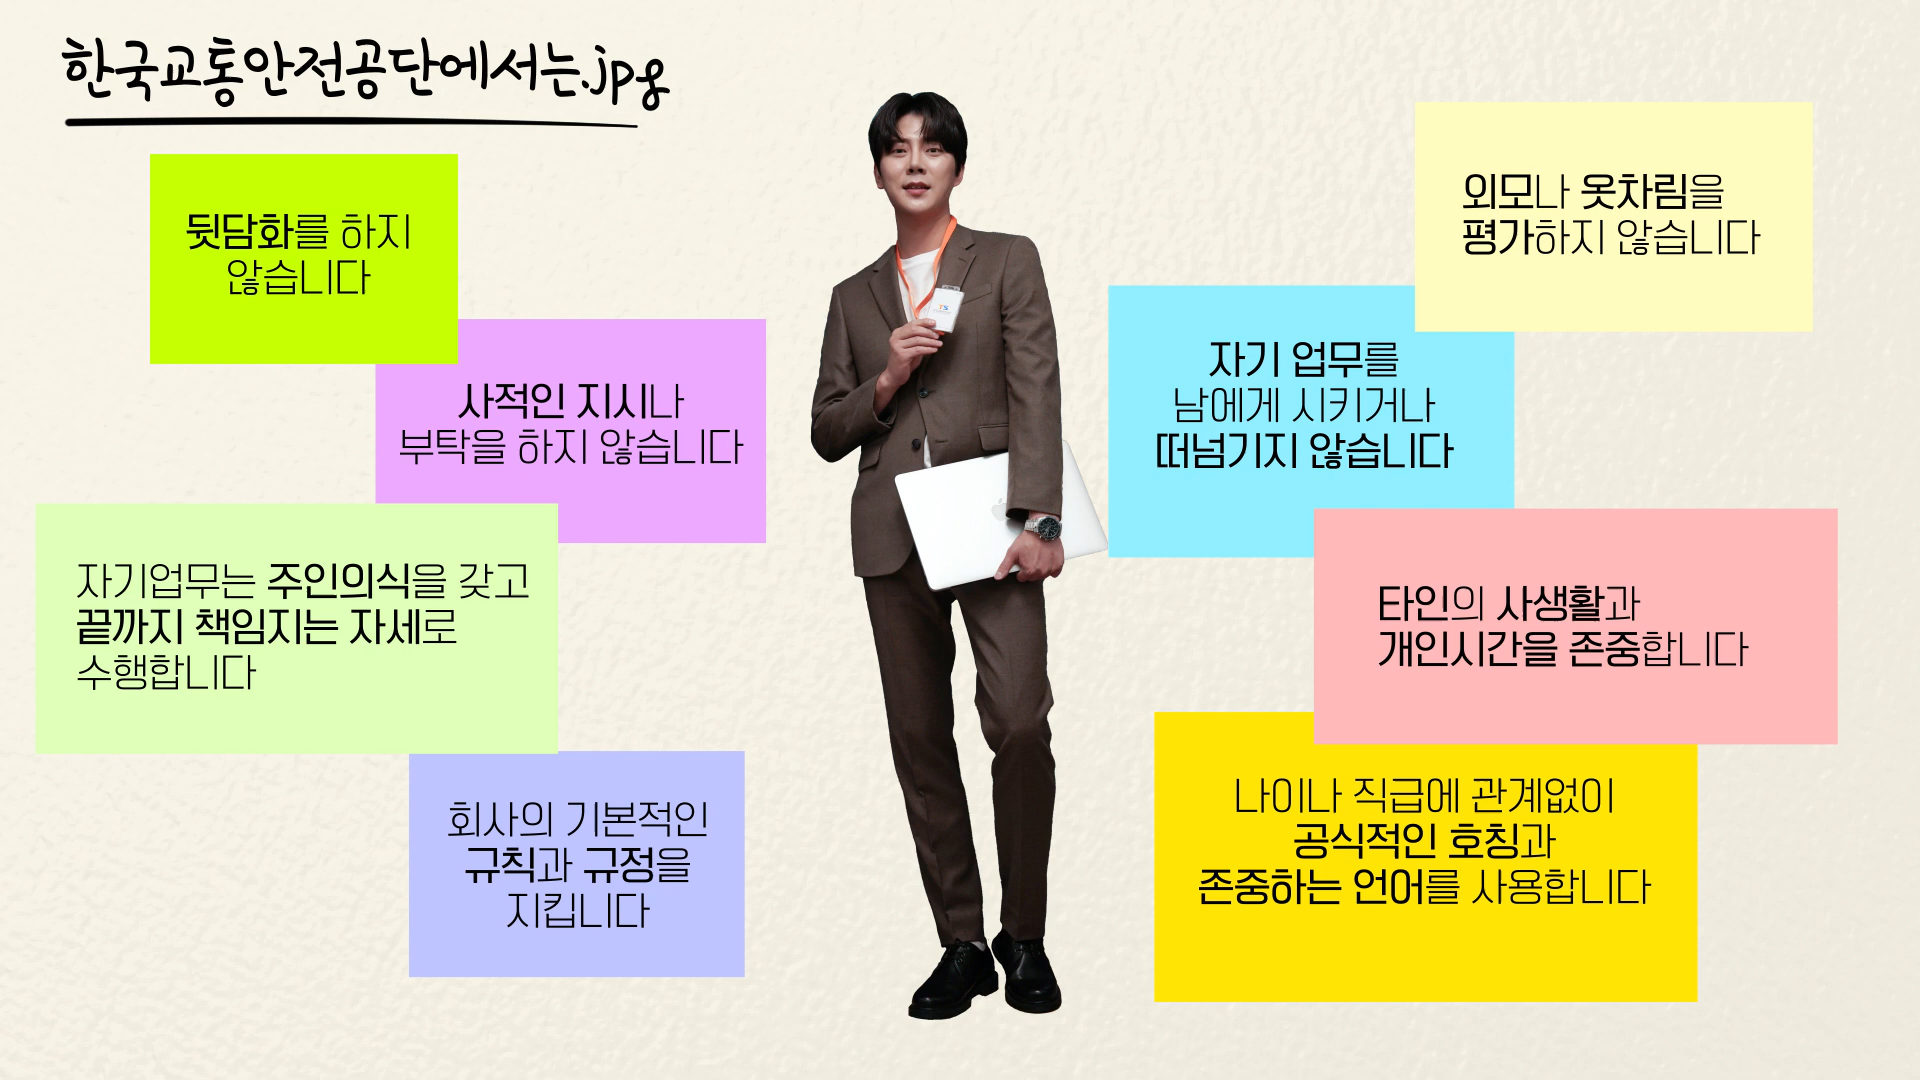 한국교통안전공단에서는.jpg
뒷담화를 하지
않습니다
사적인 지시나
부탁을 하지 않습니다
자기업무는 주인의식을 갖고
끝까지 책임지는 자세로
수행합니다
회사의 기본적인
규칙과 규정을
지킵니다
TS
외모나 옷차림을
평가하지 않습니다
자기 업무를
남에게 시키거나
떠넘기지 않습니다
타인의 사생활과
개인시간을 존중합니다
나이나 직급에 관계없이
공식적인 호칭과
존중하는 언어를 사용합니다